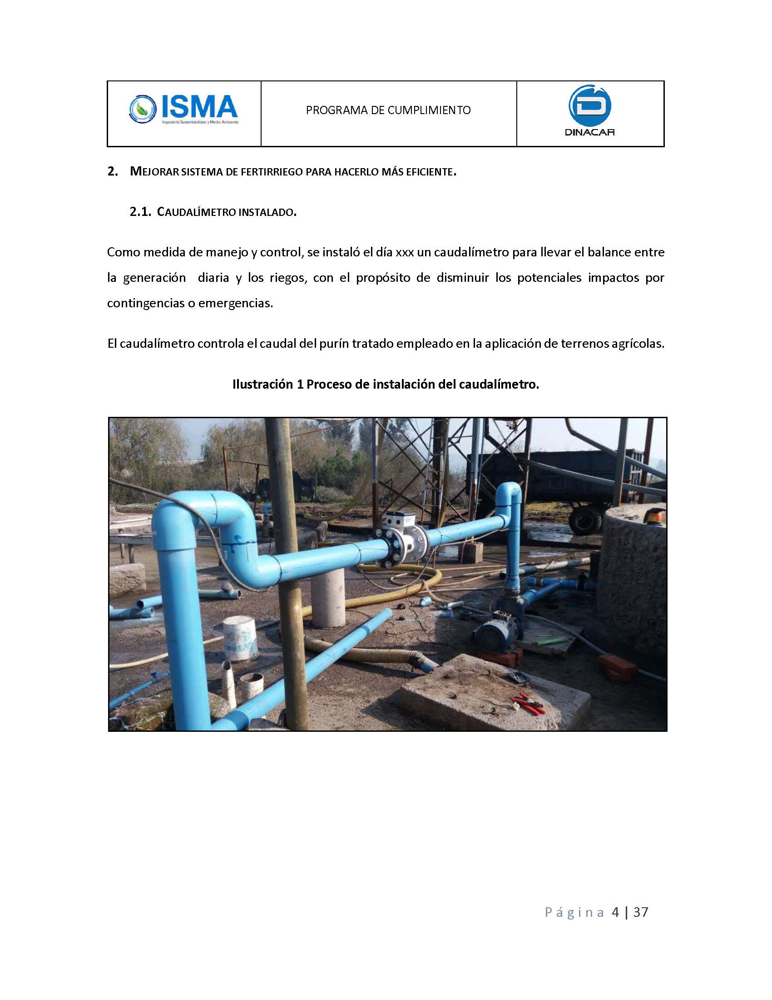 ISMA
Ingeniería Sustentabilidad y Medio Ambiente
PROGRAMA DE CUMPLIMIENTO
DINACAR
2. MEJORAR SISTEMA DE FERTIRRIEGO PARA HACERLO MÁS EFICIENTE.
2.1. CAUDALÍMETRO INSTALADO.
Como medida de manejo y control, se instaló el día xxx un caudalímetro para llevar el balance entre
la generación diaria y los riegos, con el propósito de disminuir los potenciales impactos por
contingencias o emergencias.
El caudalímetro controla el caudal del purín tratado empleado en la aplicación de terrenos agrícolas.
Ilustración 1 Proceso de instalación del caudalímetro.
Página 4 | 37